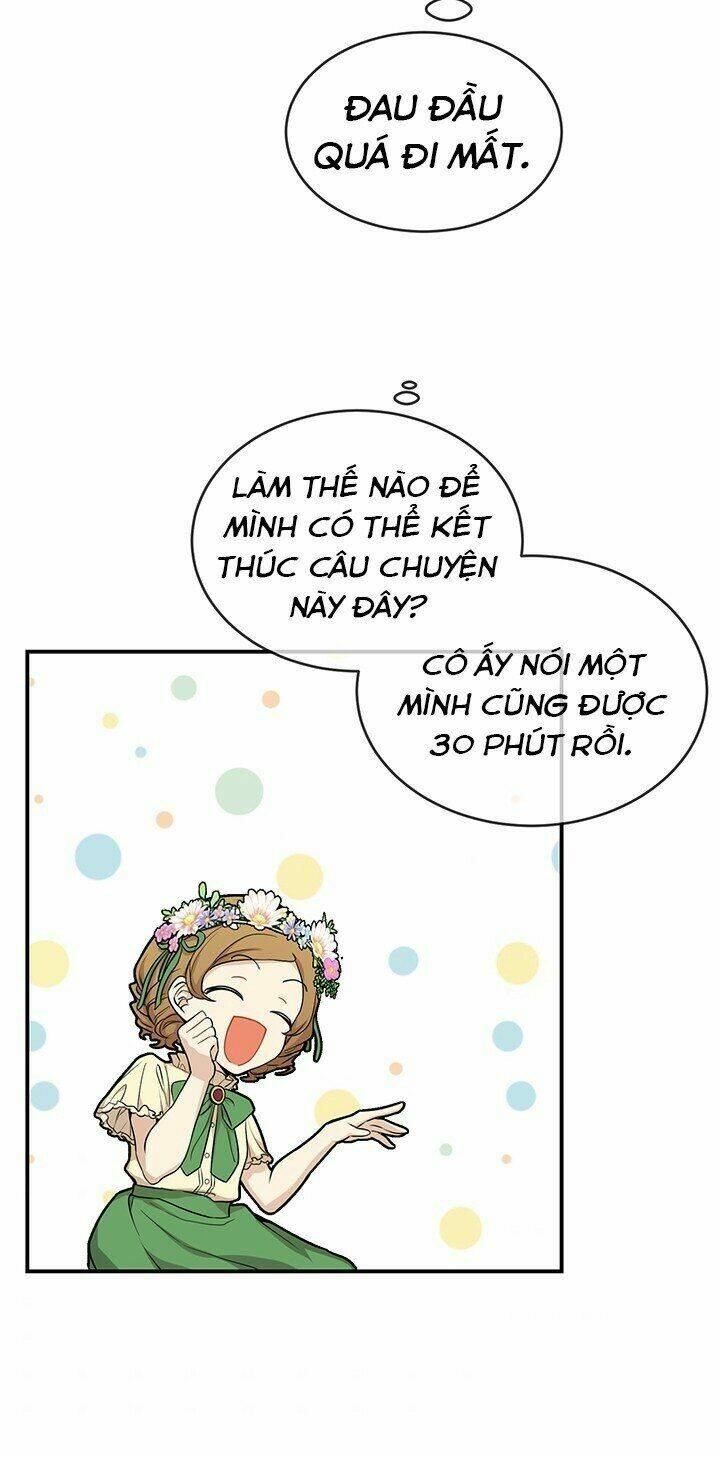 ĐAU ĐẦU
QUÁ ĐI MẤT.
LÀM THẾ NÀO ĐỂ
MÌNH CÓ THỂ KẾT
THÚC CÂU CHUYỆN
NÀY ĐÂY?
CÔ ẤY NÓI MỘT
MÌNH CŨNG ĐƯỢC
30 PHÚT RỒI.